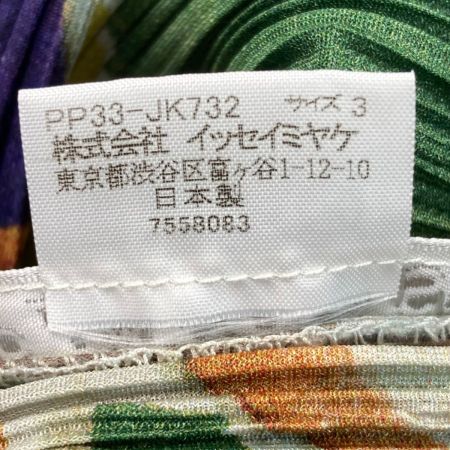 PP33-JK732 サイズ 3
株式会社 イッセイミヤケ
東京都渋谷区富ヶ谷1-12-10
日本製
7558083